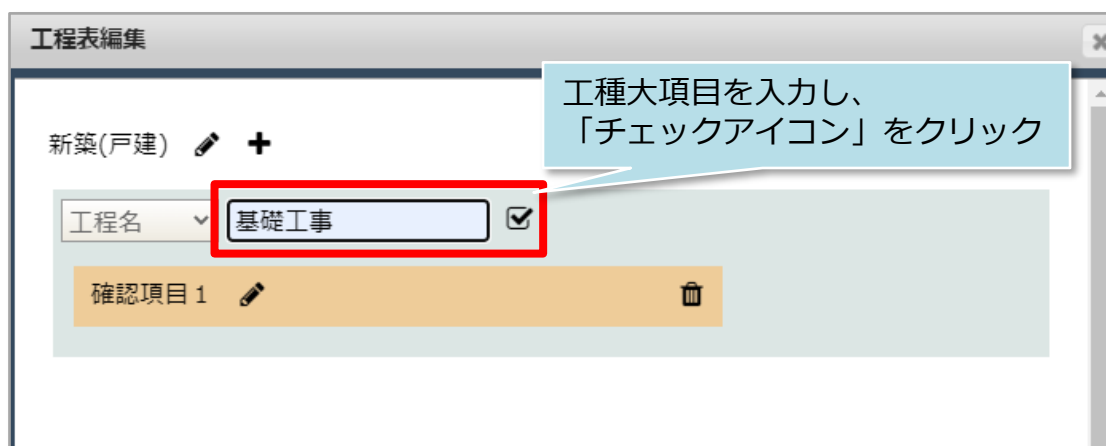 工程表編集
工種大項目を入力し、
「チェックアイコン」をクリック
新築(戸建)
工程名 基礎工事
確認項目1